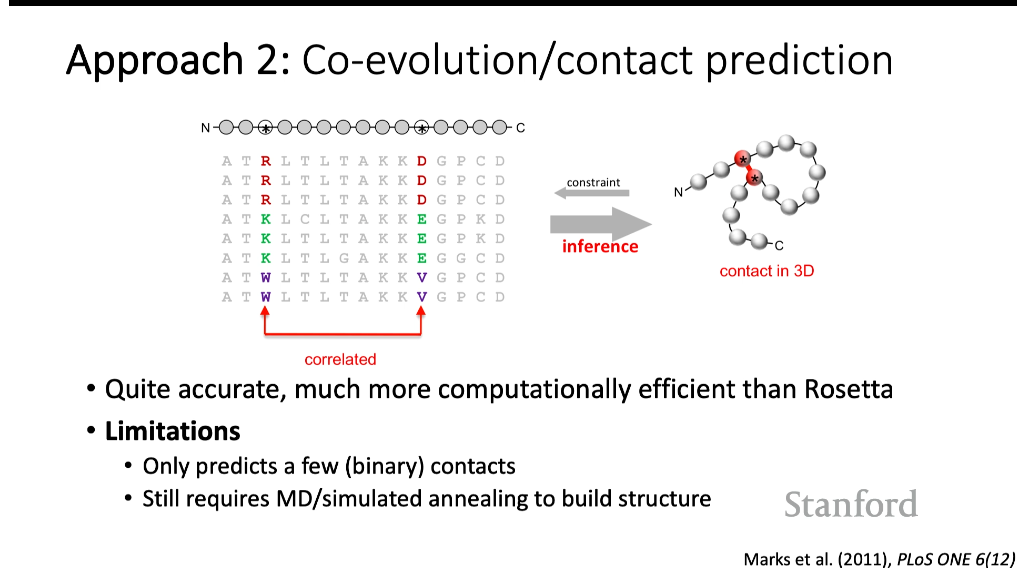 Approach 2: Co-evolution/contact prediction
N * * C
A T R L T L T A K K D G P C D
A T R L T L T A K K D G P C D
A T R L T L T A K K D G P C D
A T K L C L T A K K E G P K D
A T K L T L T A K K E G P K D
A T K L T L G A K K E G G C D
A T W L T L T A K K V G P C D
A T W L T L T A K K V G P C D
correlated
constraint
inference
* *
N
C
contact in 3D
• Quite accurate, much more computationally efficient than Rosetta
• Limitations
• Only predicts a few (binary) contacts
• Still requires MD/simulated annealing to build structure
Stanford
Marks et al. (2011), PLoS ONE 6(12)